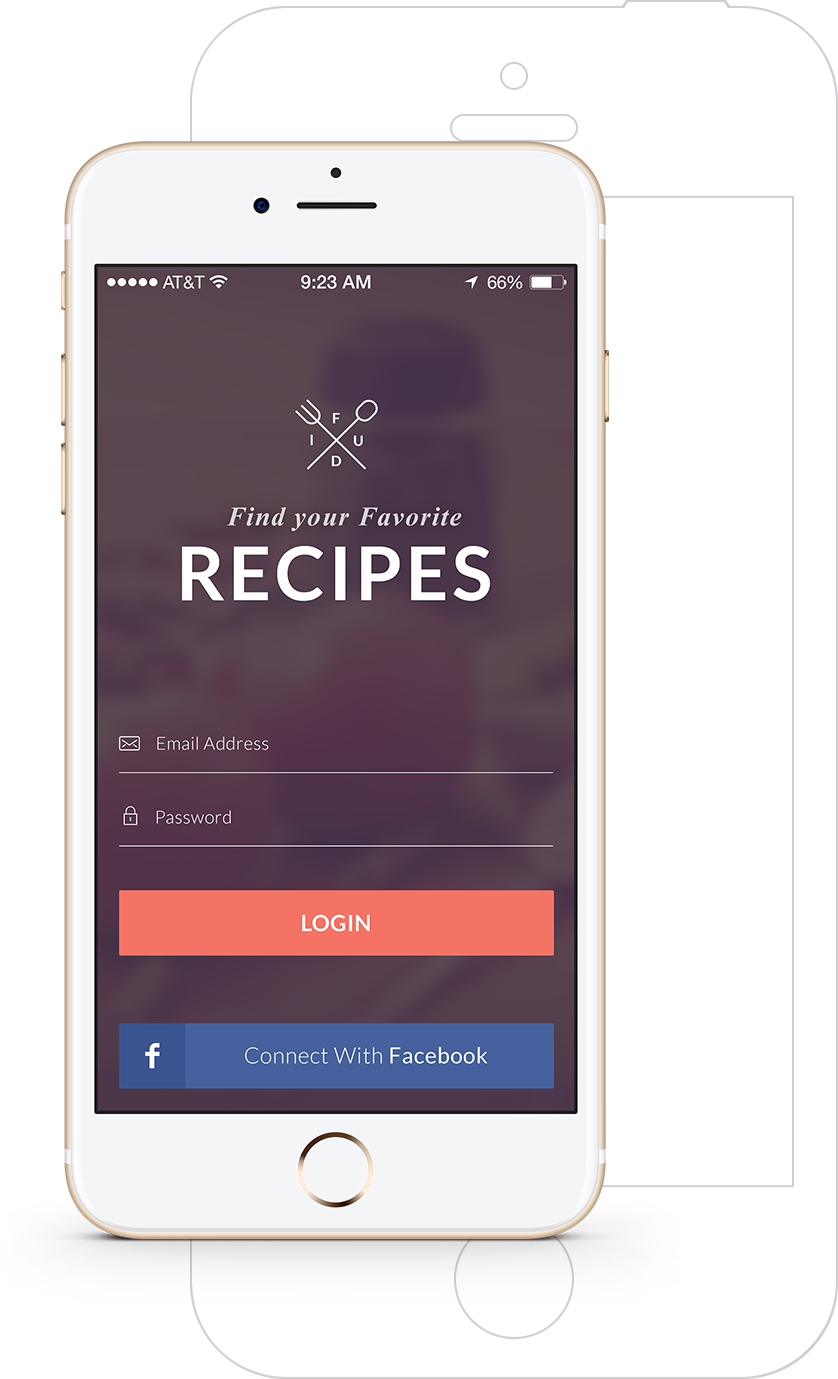 AT&T 9:23 AM 66%
F
I U
D
Find your Favorite
RECIPES
Email Address
Password
LOGIN
f Connect With Facebook